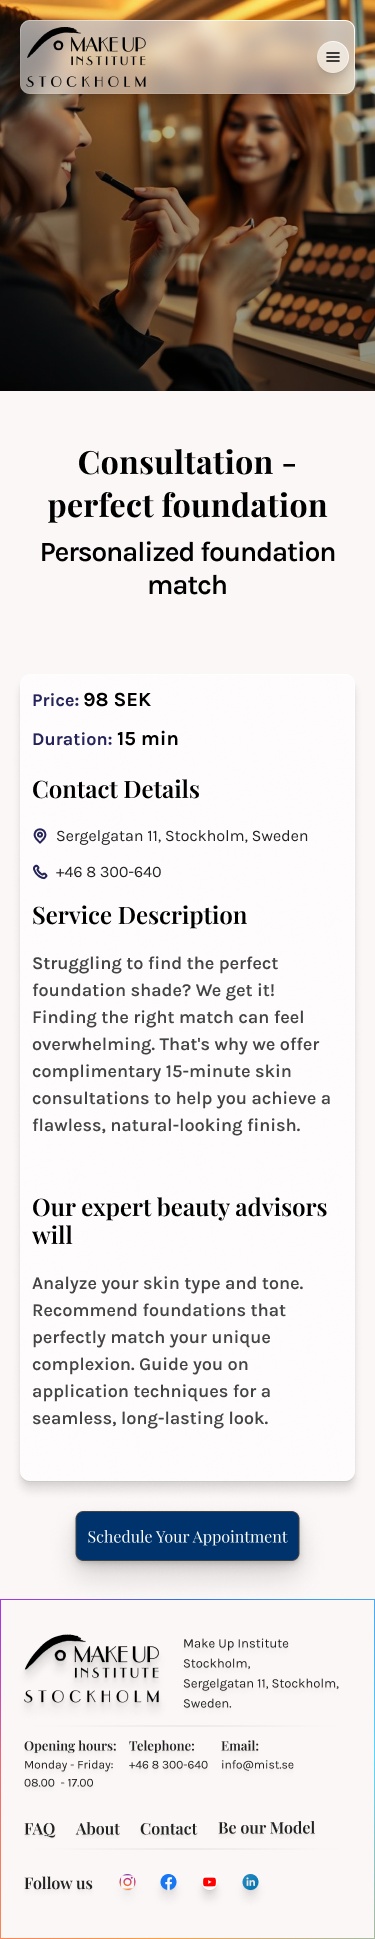 MAKE UP
INSTITUTE
STOCKHOLM
Consultation -
perfect foundation
Personalized foundation
match
Price: 98 SEK
Duration: 15 min
Contact Details
Sergelgatan 11, Stockholm, Sweden
+46 8 300-640
Service Description
Struggling to find the perfect
foundation shade? We get it!
Finding the right match can feel
overwhelming. That's why we offer
complimentary 15-minute skin
consultations to help you achieve a
flawless, natural-looking finish.
Our expert beauty advisors
will
Analyze your skin type and tone.
Recommend foundations that
perfectly match your unique
complexion. Guide you on
application techniques for a
seamless, long-lasting look.
Schedule Your Appointment
MAKE UP
INSTITUTE
STOCKHOLM
Make Up Institute
Stockholm,
Sergelgatan 11, Stockholm,
Sweden.
Opening hours: Telephone: Email:
Monday - Friday: +46 8 300-640 info@mist.se
08.00 - 17.00
FAQ About Contact Be our Model
Follow us